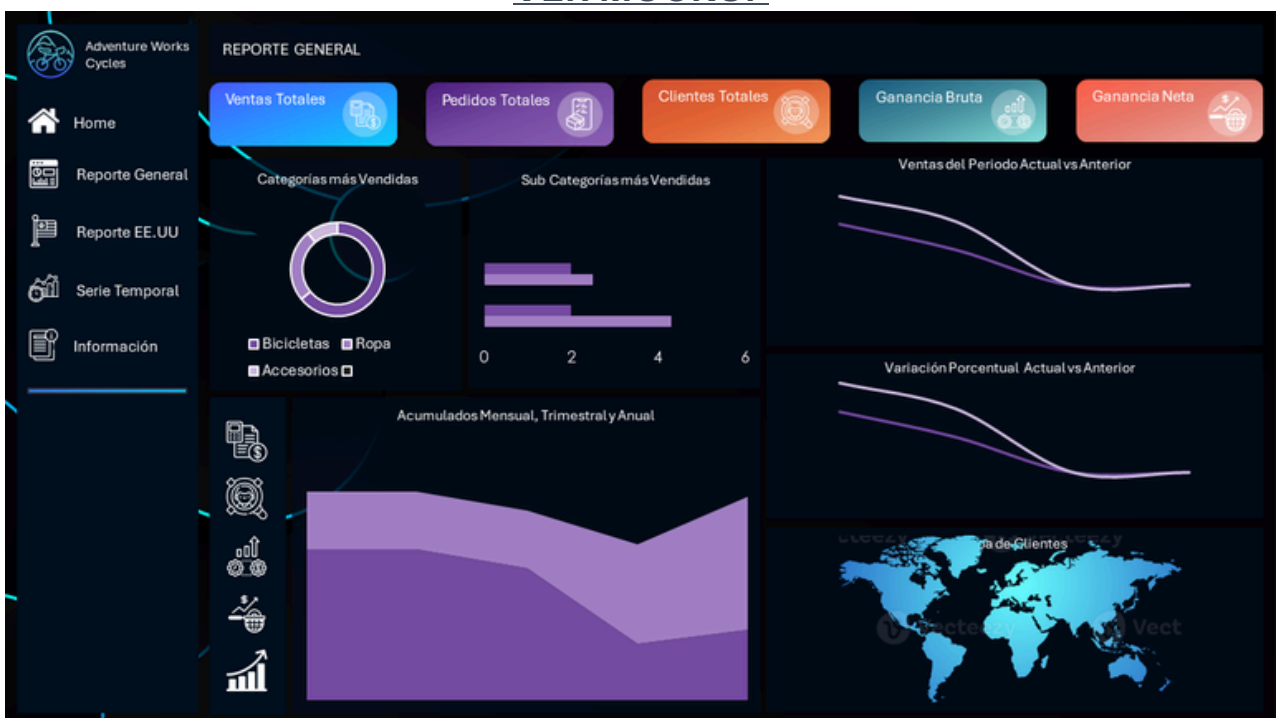 VER MOCKUP
Adventure Works
Cycles
Home
Reporte General
Reporte EE.UU
Serie Temporal
Información
REPORTE GENERAL
Ventas Totales
Pedidos Totales
Clientes Totales
Ganancia Bruta
Ganancia Neta
Categorías más Vendidas
Bicicletas Ropa
Accesorios
Sub Categorías más Vendidas
0 2 4 6
Ventas del Periodo Actual vs Anterior
Variación Porcentual Actual vs Anterior
Acumulados Mensual, Trimestral y Anual
de Clientes